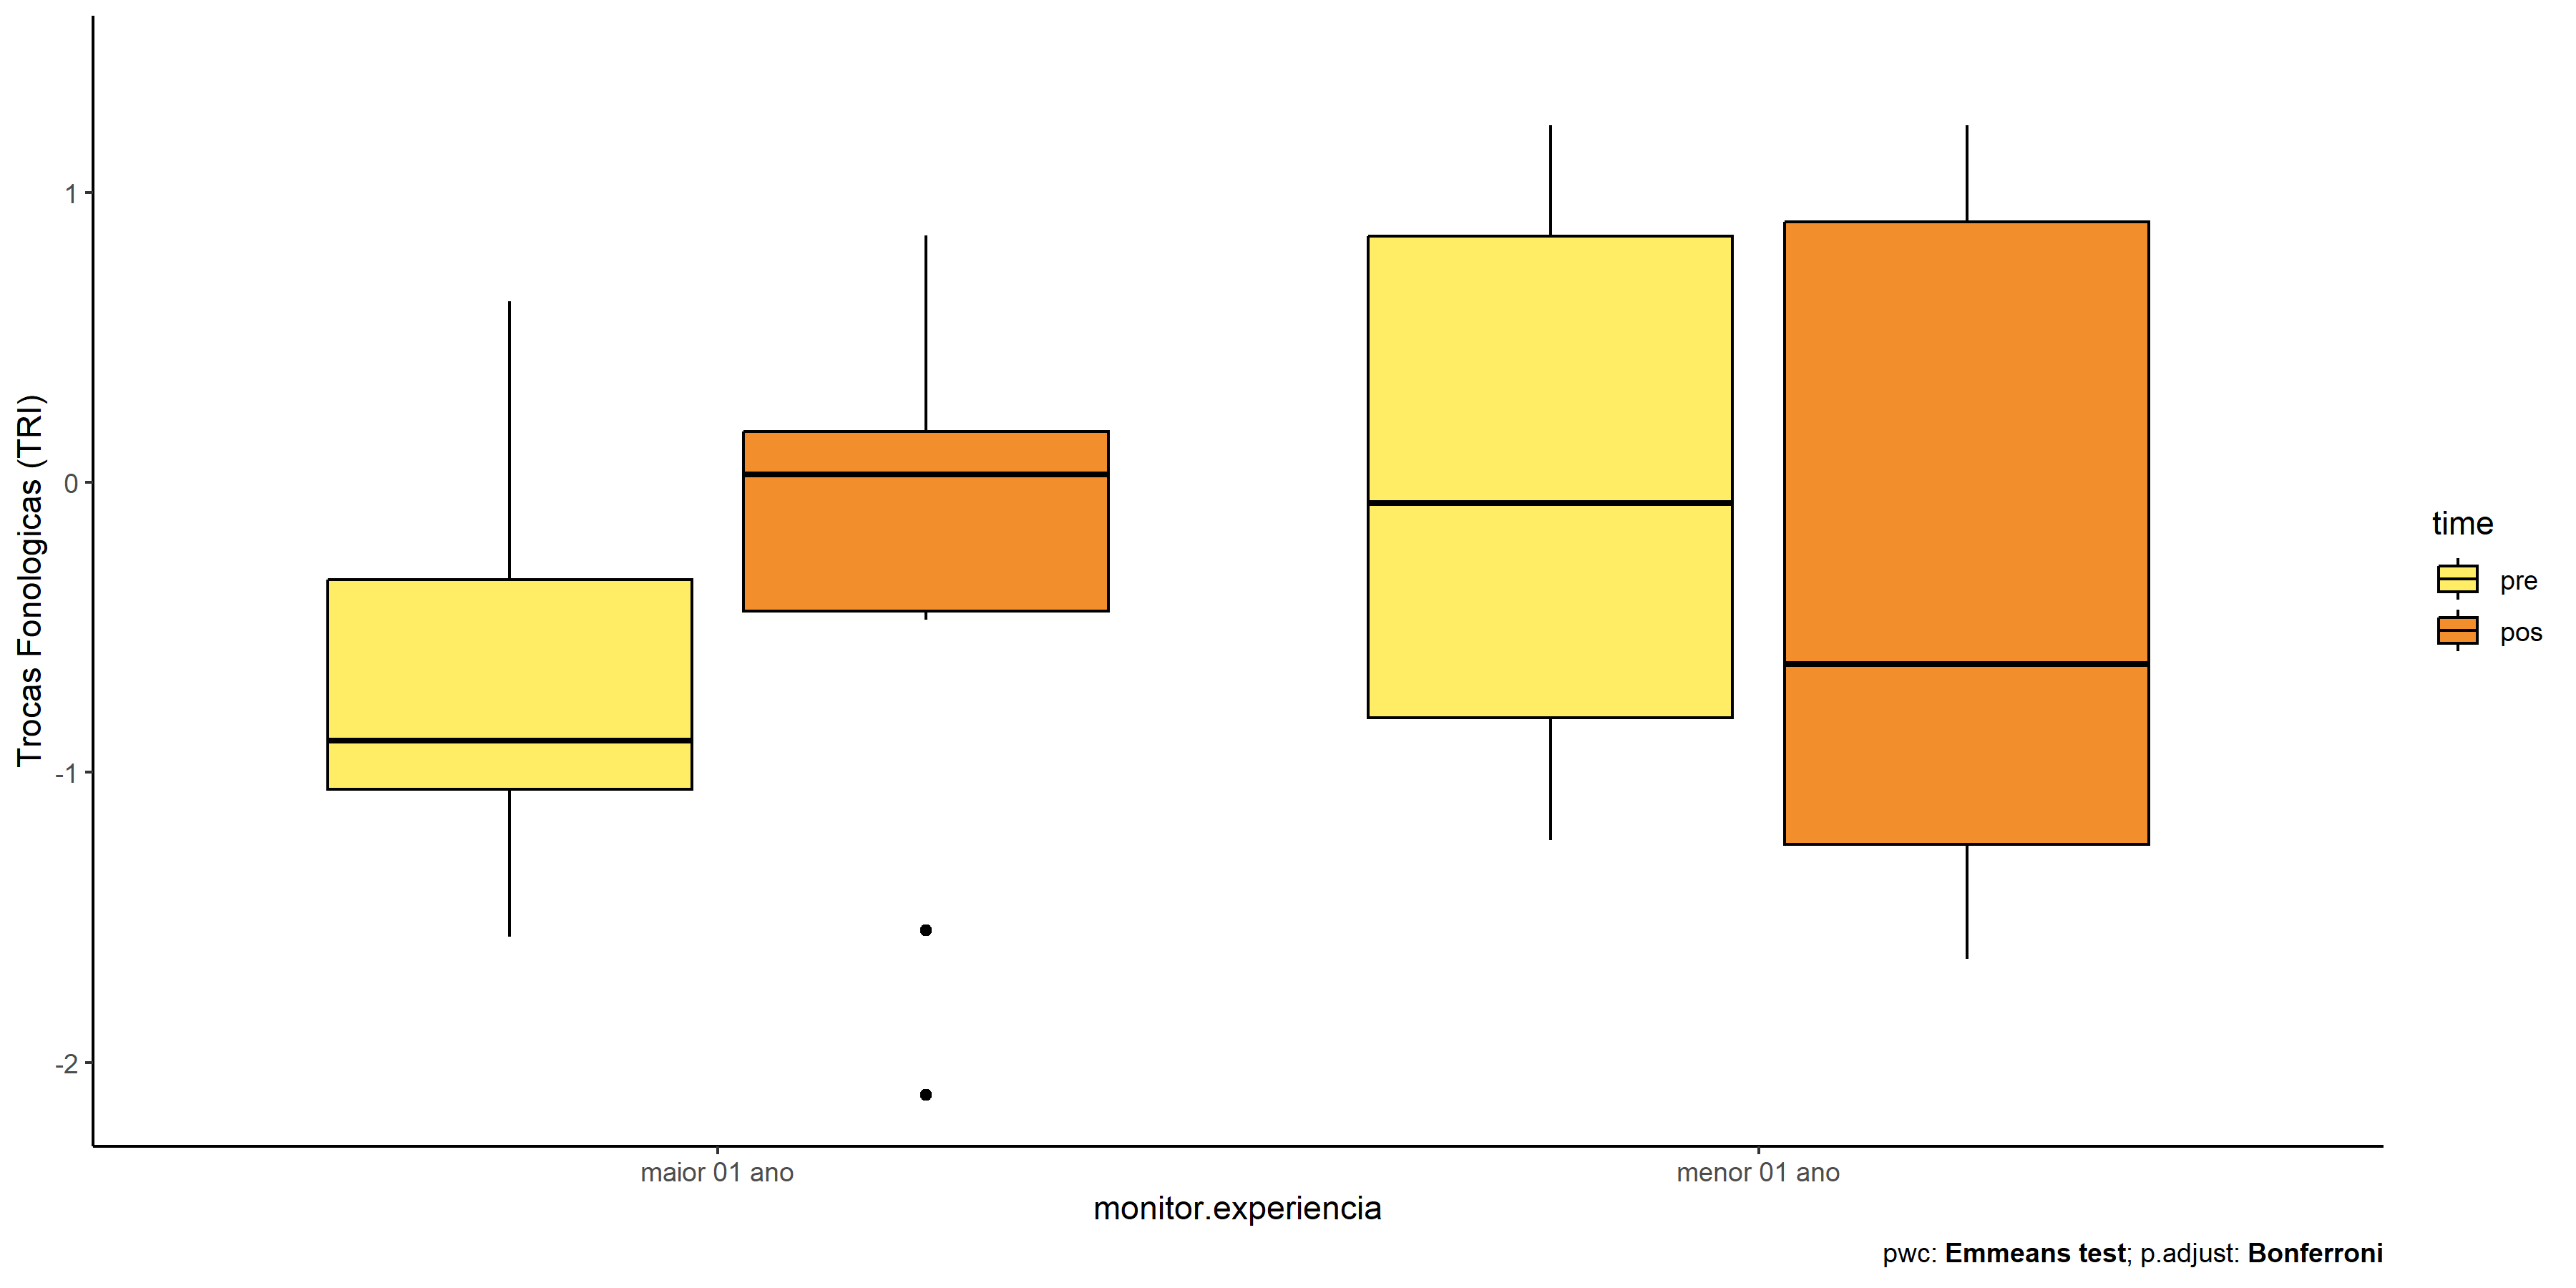 Trocas Fonologicas (TRI)
1
0
-1
-2
maior 01 ano
menor 01 ano
monitor.experiencia
time
pre
pos
pwc: Emmeans test; p.adjust: Bonferroni